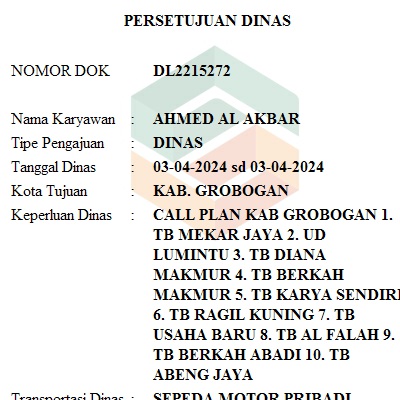 PERSETUJUAN DINAS
NOMOR DOK DL2215272
Nama Karyawan : AHMED AL AKBAR
Tipe Pengajuan : DINAS
Tanggal Dinas : 03-04-2024 sd 03-04-2024
Kota Tujuan : KAB. GROBOGAN
Keperluan Dinas : CALL PLAN KAB GROBOGAN 1.
TB MEKAR JAYA 2. UD
LUMINTU 3. TB DIANA
MAKMUR 4. TB BERKAH
MAKMUR 5. TB KARYA SENDIRI
6. TB RAGIL KUNING 7. TB
USAHA BARU 8. TB AL FALAH 9.
TB BERKAH ABADI 10. TB
ABENG JAYA
Transportasi Dinas : SEPEDA MOTOR PRIBADI